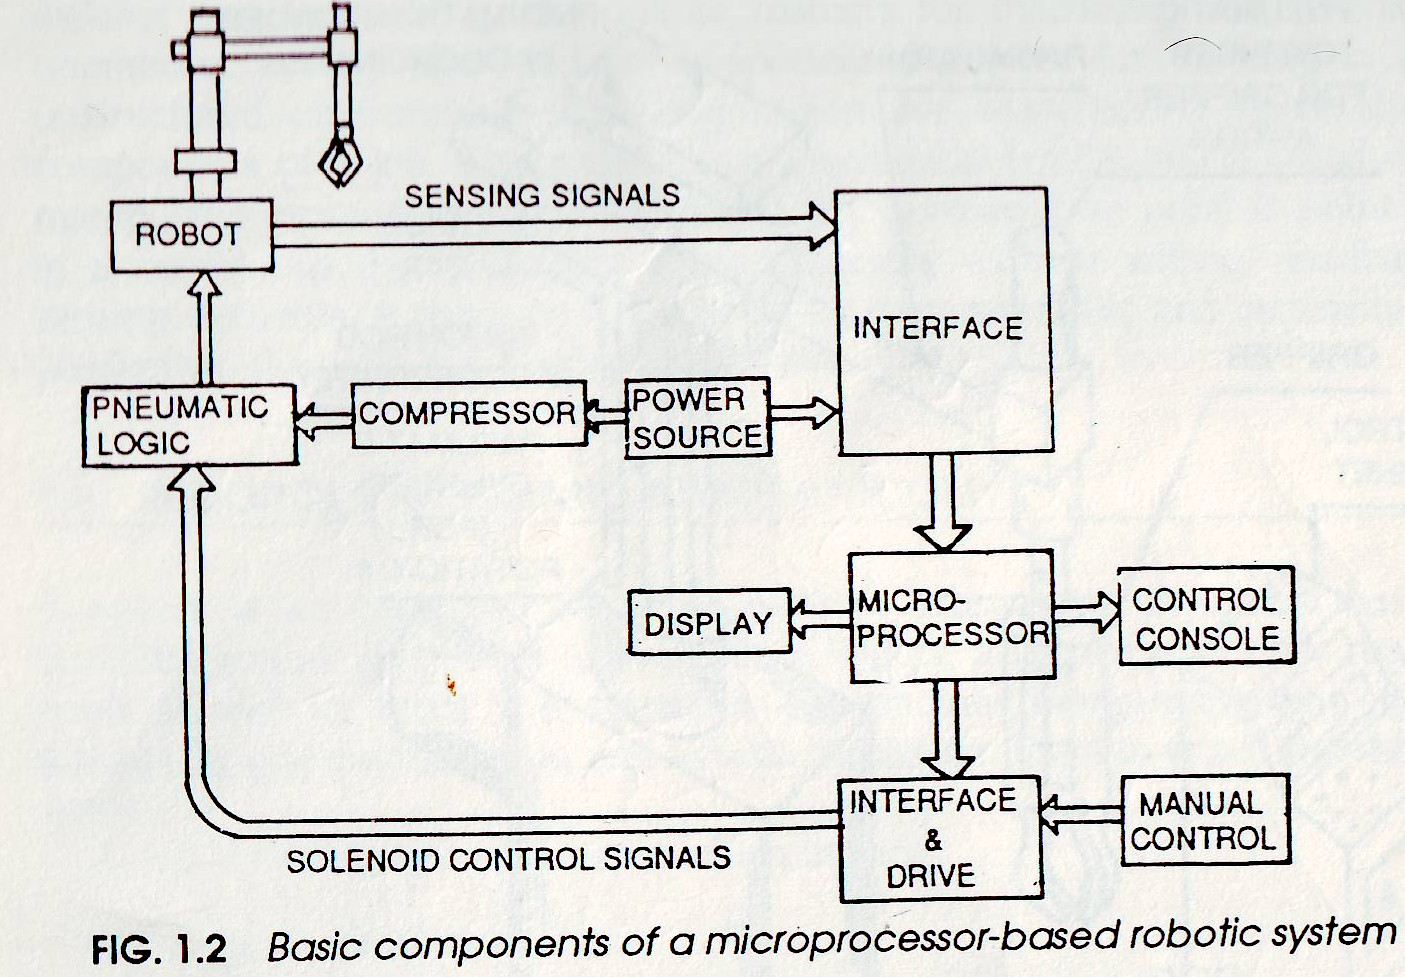 SENSING SIGNALS
ROBOT
INTERFACE
PNEUMATIC
LOGIC
COMPRESSOR
POWER
SOURCE
DISPLAY
MICRO-
PROCESSOR
CONTROL
CONSOLE
INTERFACE
&
DRIVE
MANUAL
CONTROL
SOLENOID CONTROL SIGNALS
FIG. 1.2 Basic components of a microprocessor-based robotic system